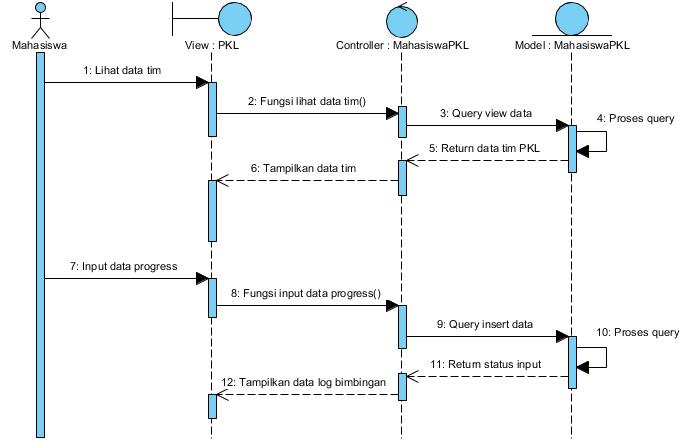 Mahasiswa
View : PKL
Controller : MahasiswaPKL
Model : MahasiswaPKL
1: Lihat data tim
2: Fungsi lihat data tim()
3: Query view data
4: Proses query
5: Return data tim PKL
6: Tampilkan data tim
7: Input data progress
8: Fungsi input data progress()
9: Query insert data
10: Proses query
11: Return status input
12: Tampilkan data log bimbingan